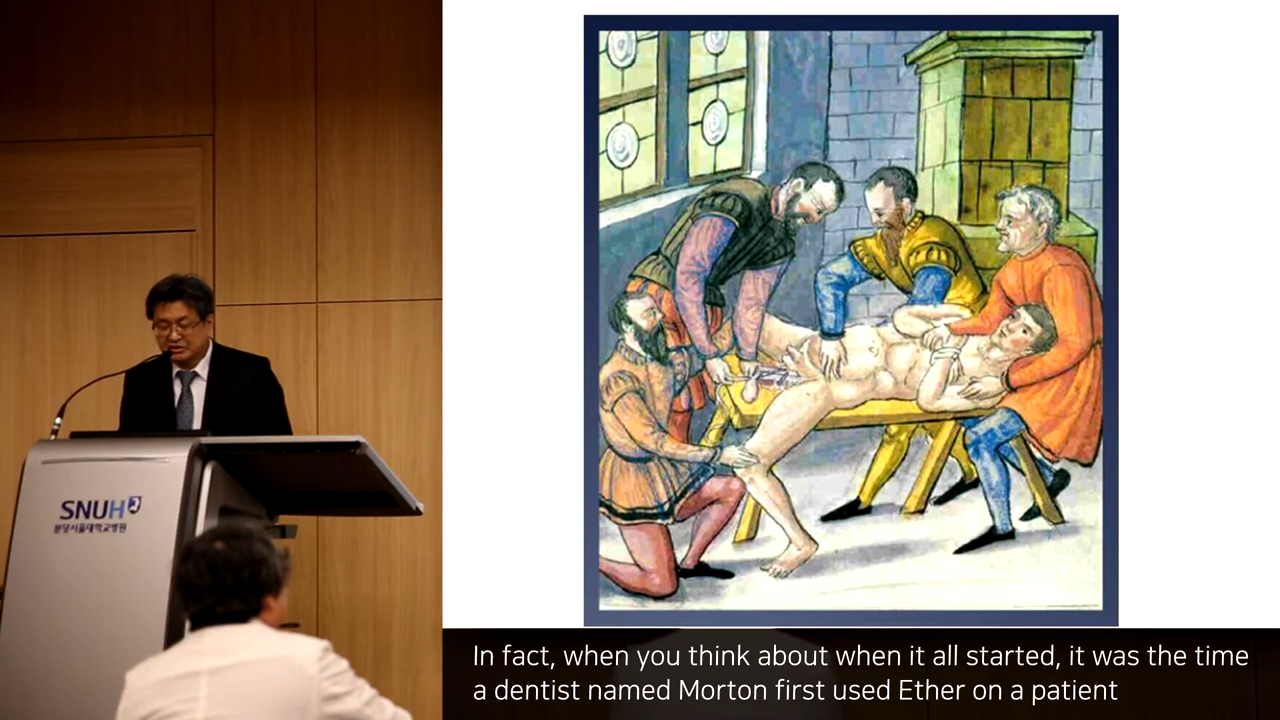 SNUH
분당서울대학교병원
In fact, when you think about when it all started, it was the time
a dentist named Morton first used Ether on a patient